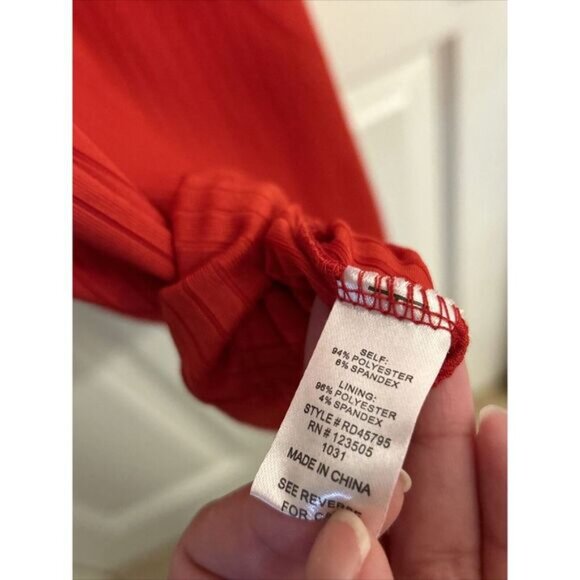 SELF:
94% POLYESTER
6% SPANDEX
LINING:
96% POLYESTER
4% SPANDEX
STYLE# RD45795
RN # 123505
1031
MADE IN CHINA
SEE REVERSE
FOR